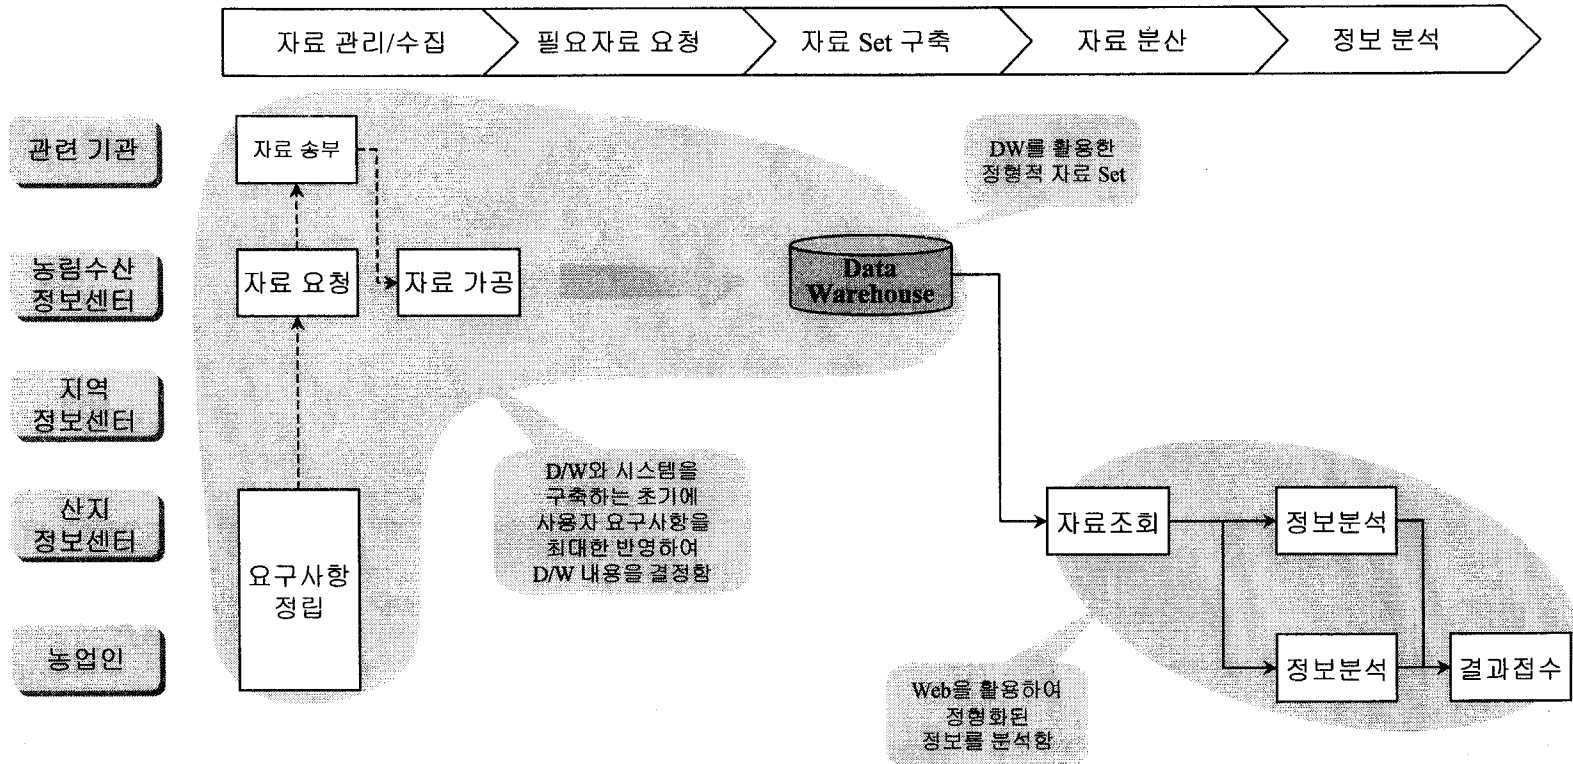 자료 관리/수집
필요자료 요청
자료 Set 구축
자료 분산
정보 분석
관련 기관
자료 송부
DW를 활용한
정형적 자료 Set
농림수산
정보센터
자료 요청
자료 가공
Data
Warehouse
지역
정보센터
D/W와 시스템을
구축하는 초기에
사용자 요구사항을
최대한 반영하여
D/W 내용을 결정함
산지
정보센터
요구사항
정립
자료조회
정보분석
농업인
정보분석
결과접수
Web을 활용하여
정형화된
정보를 분석함